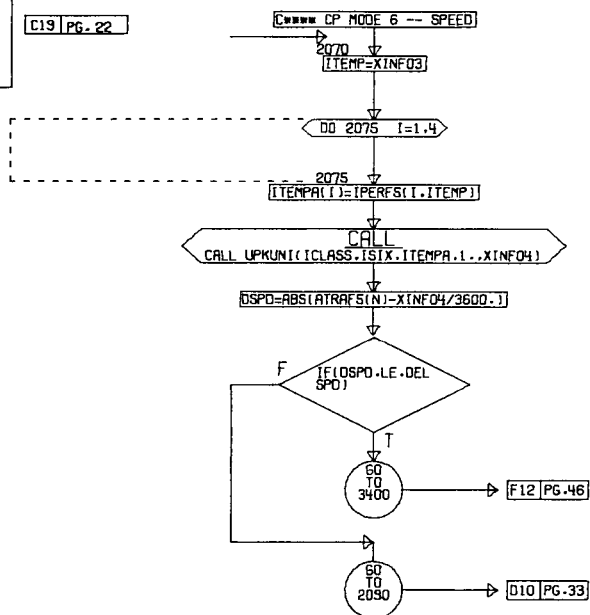 C19 PG.22
C**** CP MODE 6 -- SPEED
2070
ITEMP=XINFO3
DO 2075 I=1.4
2075
ITEMPA(I)=IPERFS(I.ITEMP)
CALL
CALL UPKUNI(ICLASS.ISIX.ITEMPA.1..XINFO4)
DSPD=ABS(ATRAFS(N)-XINFO4/3600.)
F
IF(DSPD.LE.DEL
SPD)
T
GO
TO
3400
F12 PG.46
GO
TO
2090
D10 PG.33